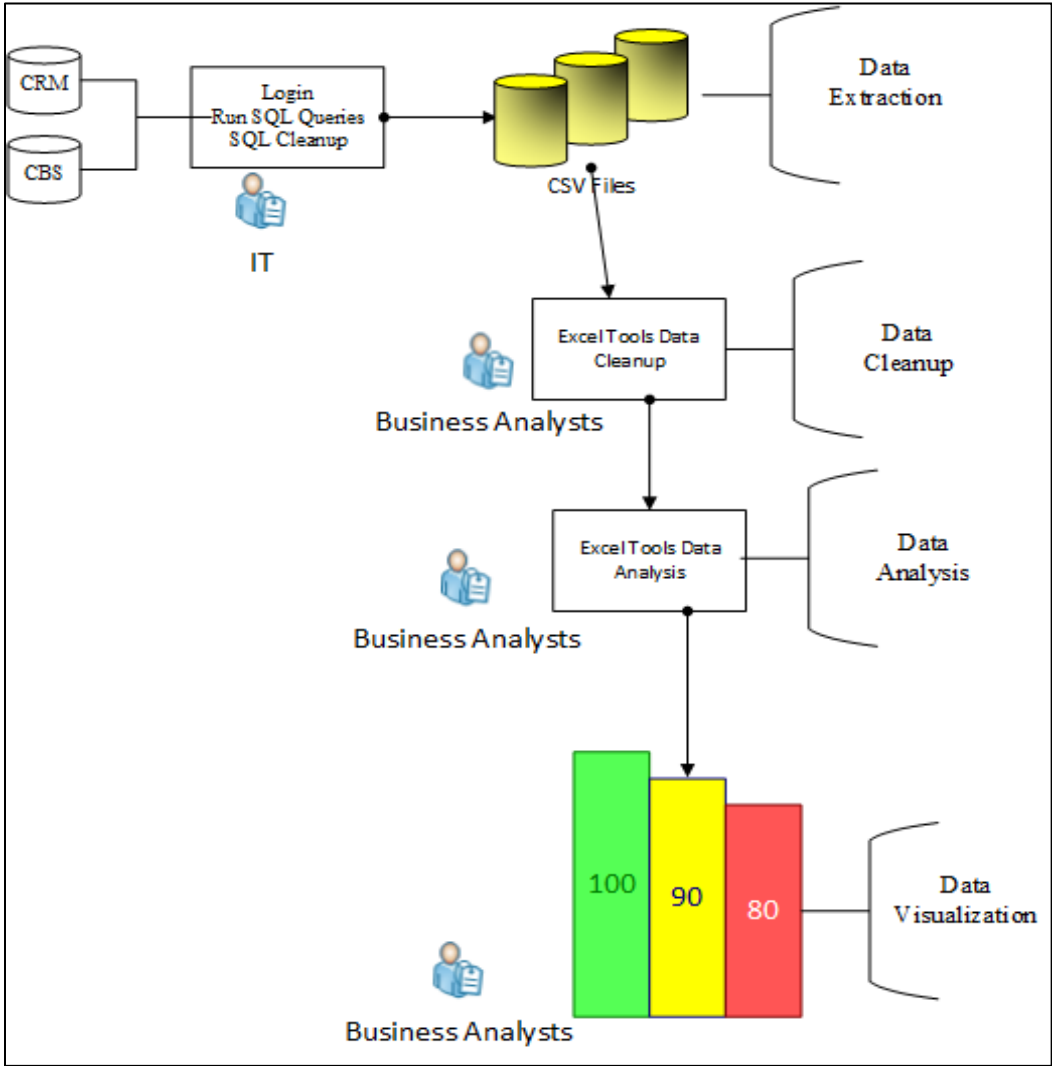 CRM
CBS
Login
Run SQL Queries
SQL Cleanup
IT
CSV Files
Data
Extraction
Excel Tools Data
Cleanup
Business Analysts
Data
Cleanup
Excel Tools Data
Analysis
Business Analysts
Data
Analysis
100
90
80
Business Analysts
Data
Visualization